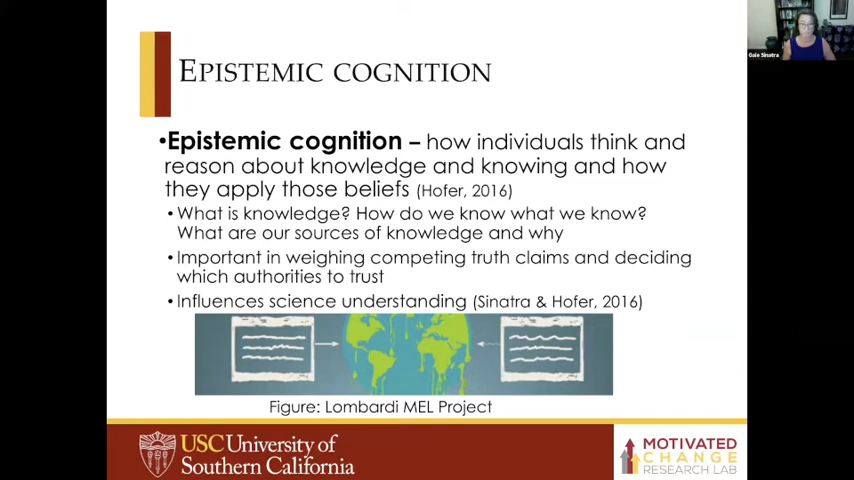 Gale Sinatra
EPISTEMIC COGNITION
•Epistemic cognition – how individuals think and
reason about knowledge and knowing and how
they apply those beliefs (Hofer, 2016)
• What is knowledge? How do we know what we know?
What are our sources of knowledge and why
• Important in weighing competing truth claims and deciding
which authorities to trust
• Influences science understanding (Sinatra & Hofer, 2016)
Figure: Lombardi MEL Project
USC University of
Southern California
MOTIVATED
CHANGE
RESEARCH LAB